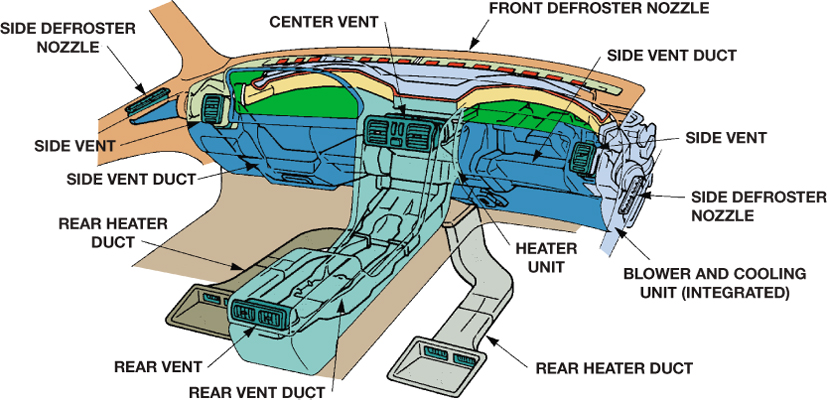 FRONT DEFROSTER NOZZLE
CENTER VENT
SIDE DEFROSTER
NOZZLE
SIDE VENT DUCT
SIDE VENT
SIDE VENT
SIDE VENT DUCT
SIDE DEFROSTER
NOZZLE
REAR HEATER
DUCT
HEATER
UNIT
BLOWER AND COOLING
UNIT (INTEGRATED)
REAR VENT
REAR HEATER DUCT
REAR VENT DUCT